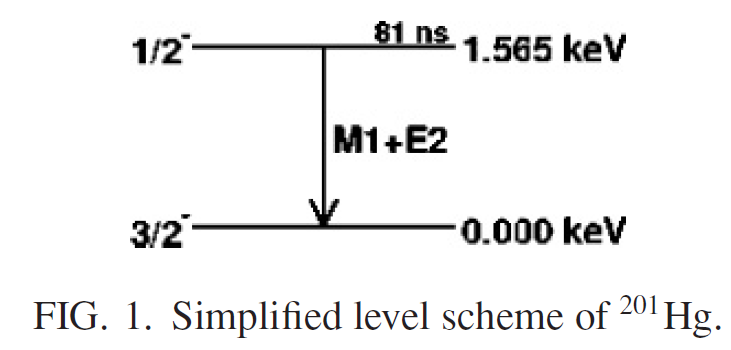 1/2⁻ 81 ns 1.565 keV
M1+E2
3/2⁻ 0.000 keV
FIG. 1. Simplified level scheme of ²⁰¹Hg.